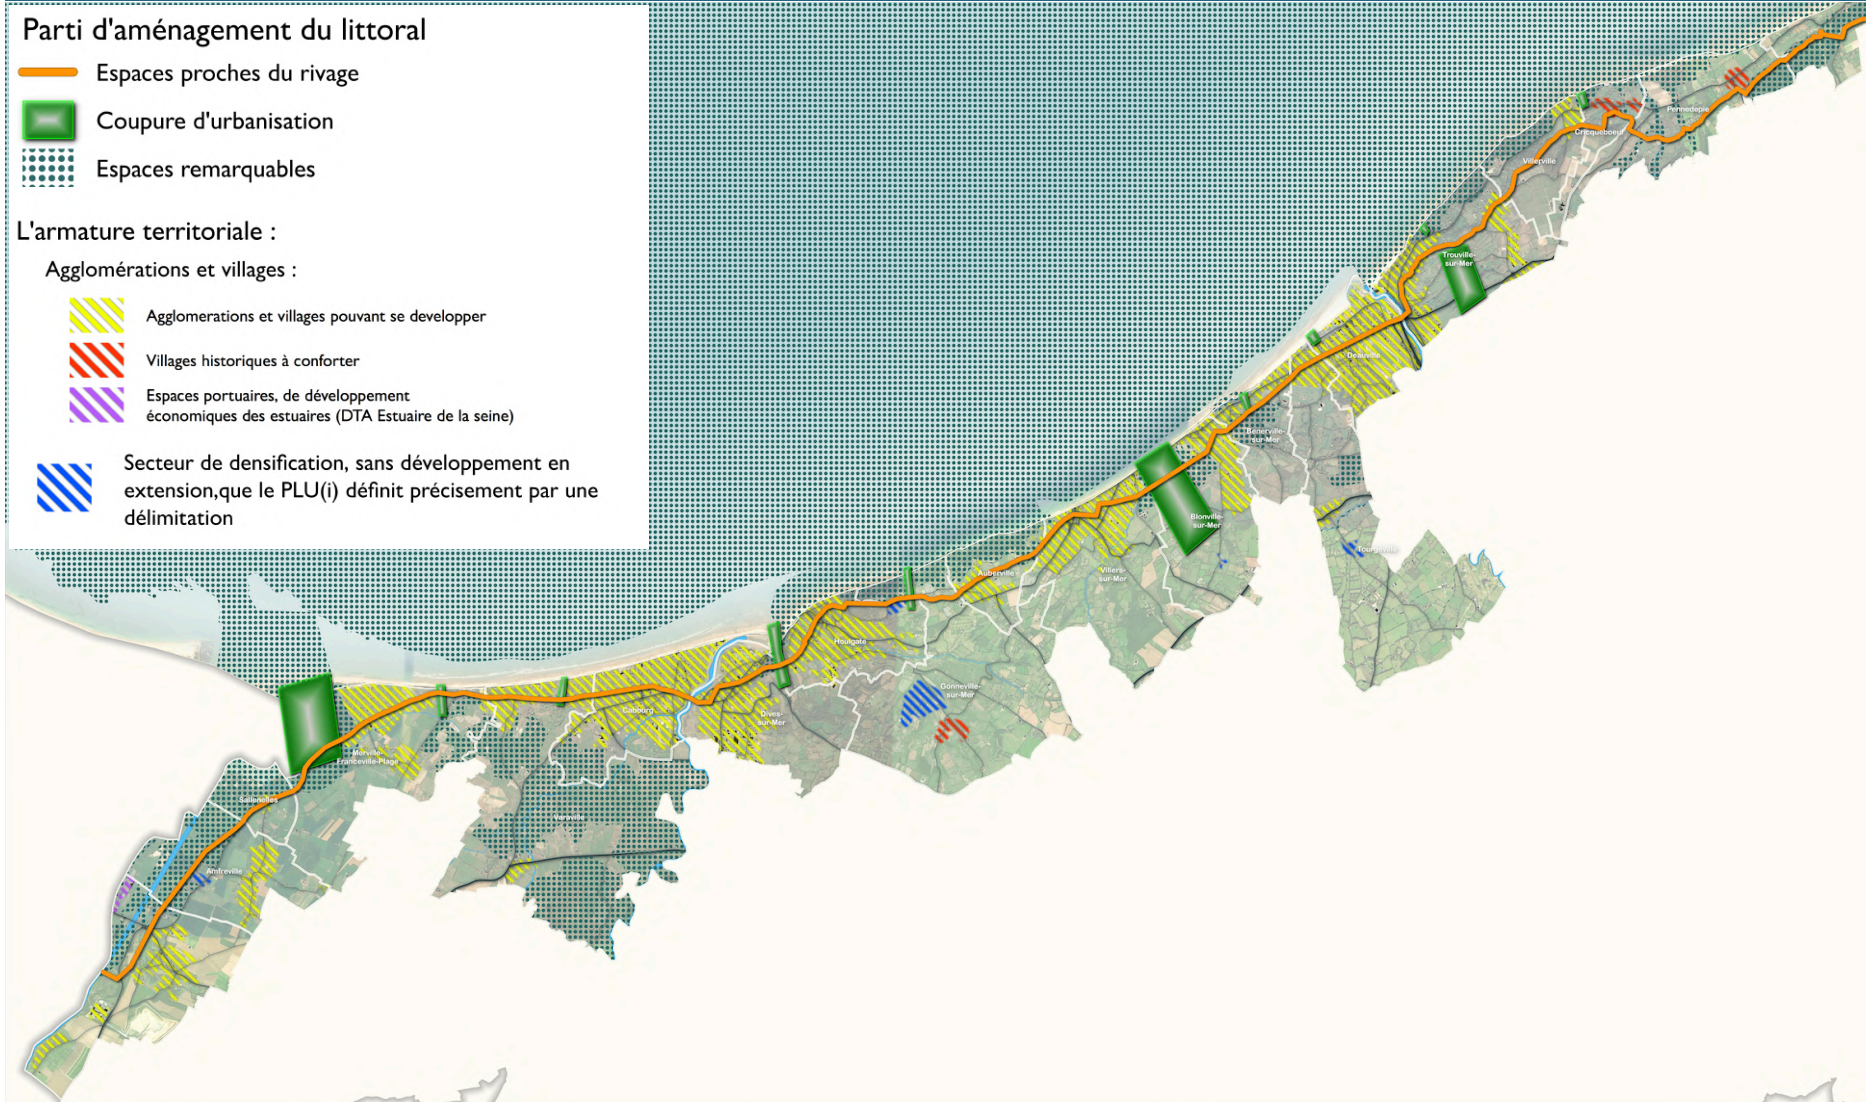 Parti d'aménagement du littoral
Espaces proches du rivage
Coupure d'urbanisation
Espaces remarquables
L'armature territoriale :
Agglomérations et villages :
Agglomerations et villages pouvant se developper
Villages historiques à conforter
Espaces portuaires, de développement
économiques des estuaires (DTA Estuaire de la seine)
Secteur de densification, sans développement en
extension,que le PLU(i) définit précisement par une
délimitation
Pennedepie
Cricqueboeuf
Villerville
Trouville-
sur-Mer
Deauville
Benerville-
sur-Mer
Blonville-
sur-Mer
Tourgeville
Villers-
sur-Mer
Auberville
Houlgate
Gonneville-
sur-Mer
Dives-
sur-Mer
Cabourg
Merville-
Franceville-Plage
Sallenelles
Varaville
Amfreville